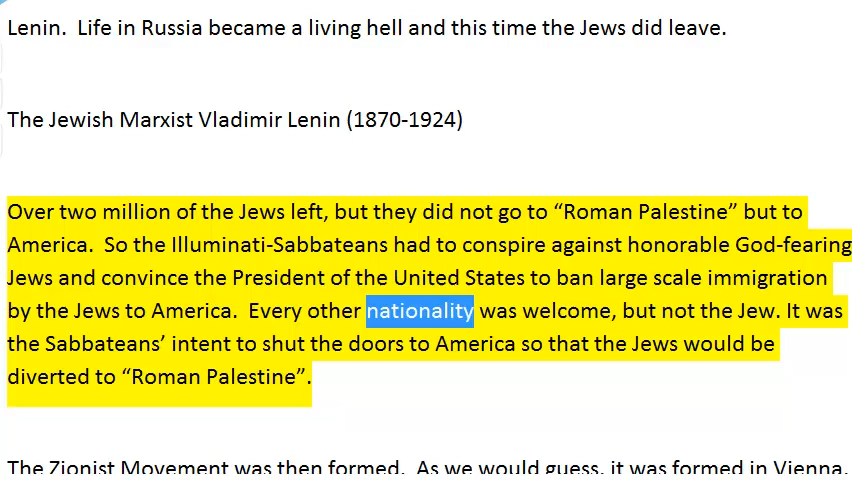 Lenin.  Life in Russia became a living hell and this time the Jews did leave.
The Jewish Marxist Vladimir Lenin (1870-1924)
Over two million of the Jews left, but they did not go to “Roman Palestine” but to
America.  So the Illuminati-Sabbateans had to conspire against honorable God-fearing
Jews and convince the President of the United States to ban large scale immigration
by the Jews to America.  Every other nationality was welcome, but not the Jew. It was
the Sabbateans’ intent to shut the doors to America so that the Jews would be
diverted to “Roman Palestine”.
The Zionist Movement was then formed.  As we would guess, it was formed in Vienna.